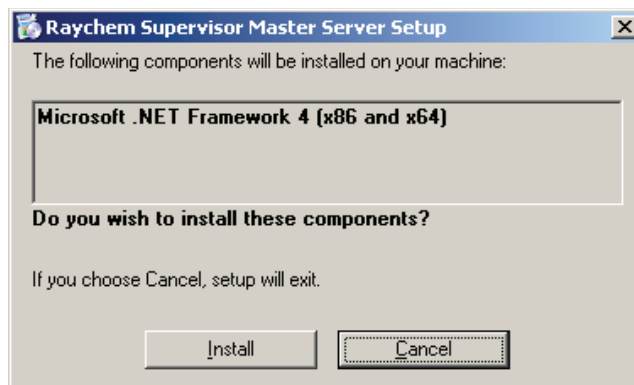 Raychem Supervisor Master Server Setup
The following components will be installed on your machine:
Microsoft .NET Framework 4 (x86 and x64)
Do you wish to install these components?
If you choose Cancel, setup will exit.
Install
Cancel